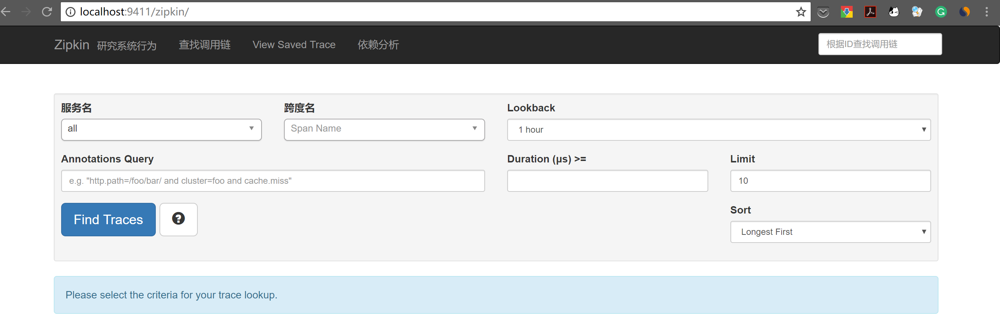 localhost:9411/zipkin/
Zipkin 研究系统行为 查找调用链 View Saved Trace 依赖分析 根据ID查找调用链
服务名 跨度名 Lookback
all Span Name 1 hour
Annotations Query Duration (μs) >= Limit
e.g. "http.path=/foo/bar/ and cluster=foo and cache.miss" 10
Find Traces ?
Sort
Longest First
Please select the criteria for your trace lookup.